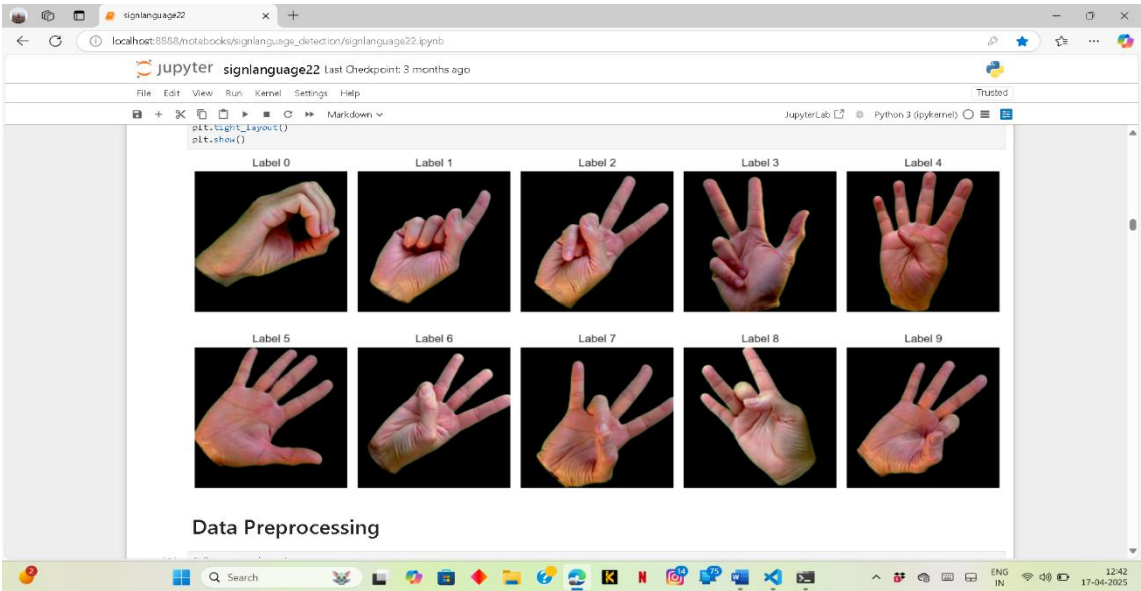 signlanguage22
localhost:8888/notebooks/signlanguage_detection/signlanguage22.ipynb
jupyter signlanguage22 Last Checkpoint: 3 months ago
File Edit View Run Kernel Settings Help
Trusted
Markdown
JupyterLab
Python 3 (ipykernel)
plt.tight_layout()
plt.show()
Label 0 Label 1 Label 2 Label 3 Label 4
Label 5 Label 6 Label 7 Label 8 Label 9
Data Preprocessing
2
Search
K
N
14
75
ENG
IN
12:42
17-04-2025